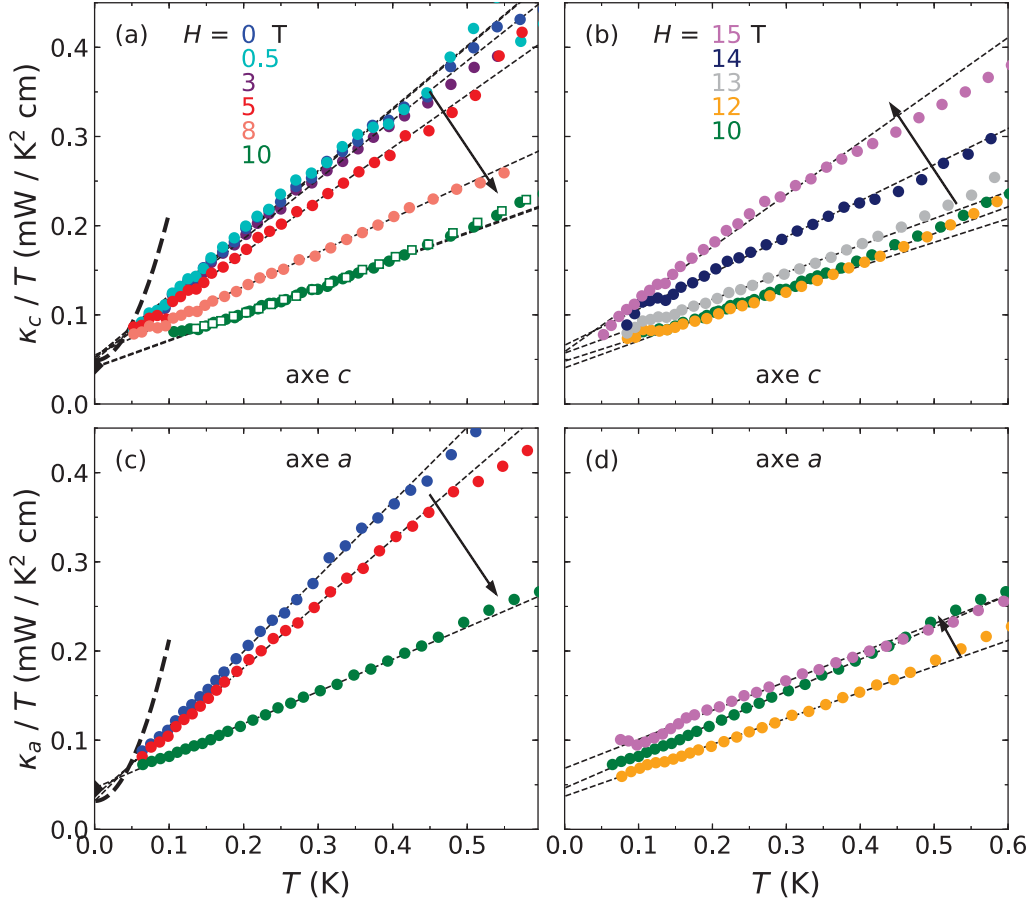 (a) H = 0 T
0.5
3
5
8
10
axe c
(b) H = 15 T
14
13
12
10
axe c
0.4
0.3
0.2
0.1
0.0
κc / T (mW / K² cm)
(c) axe a
(d) axe a
0.4
0.3
0.2
0.1
0.0
κa / T (mW / K² cm)
0.0 0.1 0.2 0.3 0.4 0.5 0.0 0.1 0.2 0.3 0.4 0.5 0.6
T (K) T (K)